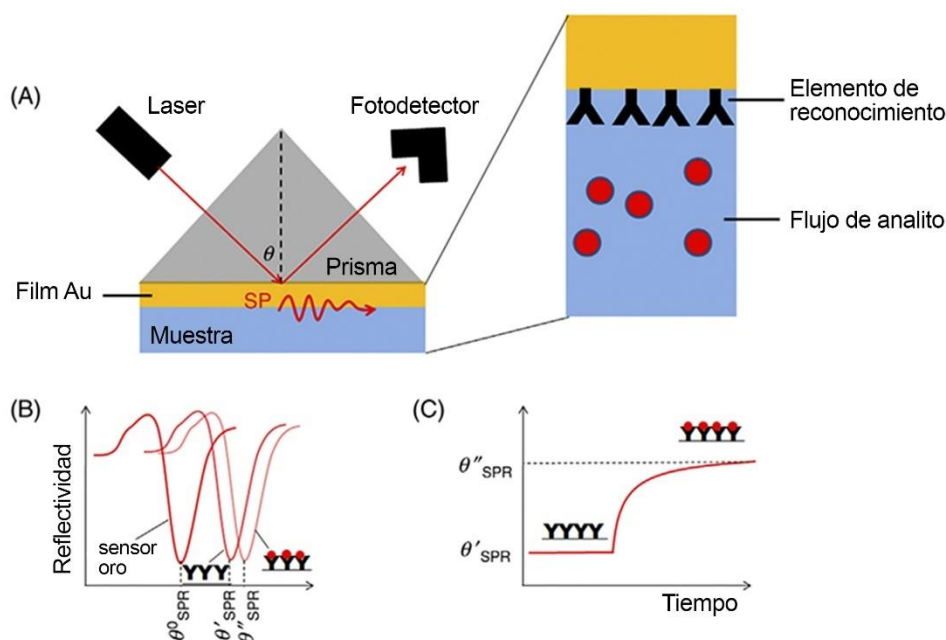 (A)
Laser
Fotodetector
θ
Prisma
Film Au
SP
Muestra
Elemento de
reconocimiento
Flujo de analito
(B)
Reflectividad
sensor
oro
θ⁰SPR
θ′SPR
θ″SPR
(C)
θ″SPR
θ′SPR
Tiempo